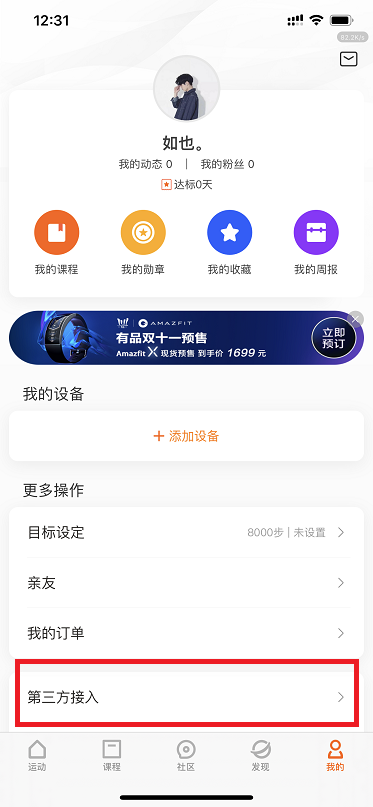 12:31
62.5K/s
如也。
我的动态 0 | 我的粉丝 0
达标0天
我的课程 我的勋章 我的收藏 我的周报
AMAZFIT
有品双十一预售
Amazfit X 现货预售 到手价 1699 元
立即
预订
我的设备
+ 添加设备
更多操作
目标设定 8000步 | 未设置
亲友
我的订单
第三方接入
运动 课程 社区 发现 我的